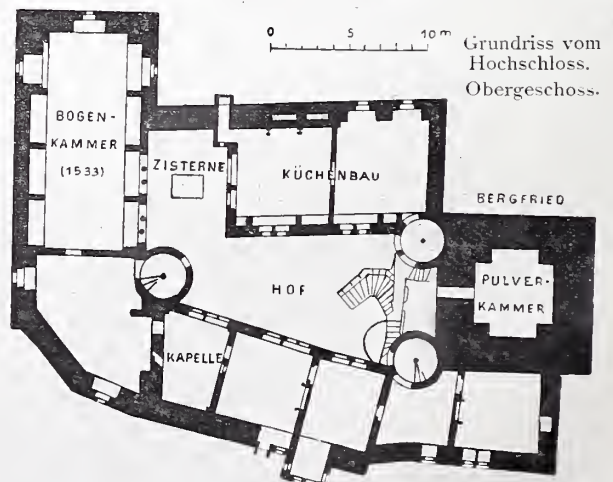 0 5 10 m
Grundriss vom
Hochschloss.
Obergeschoss.
BOGEN-
KAMMER
(1533)
ZISTERNE
KÜCHENBAU
BERGFRIED
HOF
PULVER-
KAMMER
KAPELLE